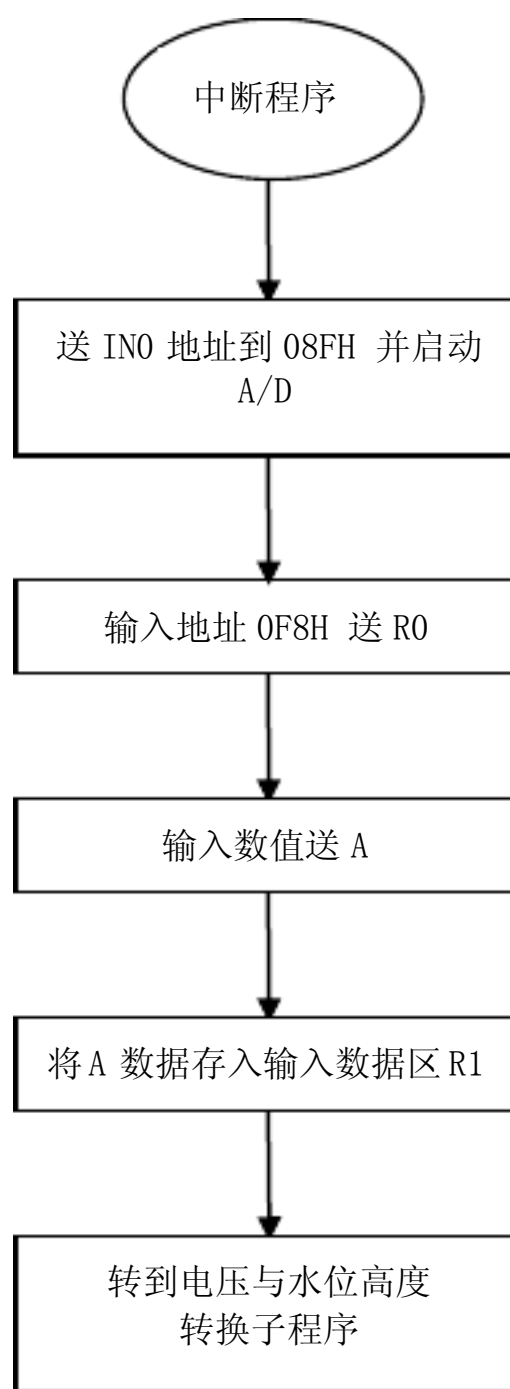 中断程序
送 IN0 地址到 08FH 并启动
A/D
输入地址 0F8H 送 R0
输入数值送 A
将 A 数据存入输入数据区 R1
转到电压与水位高度
转换子程序